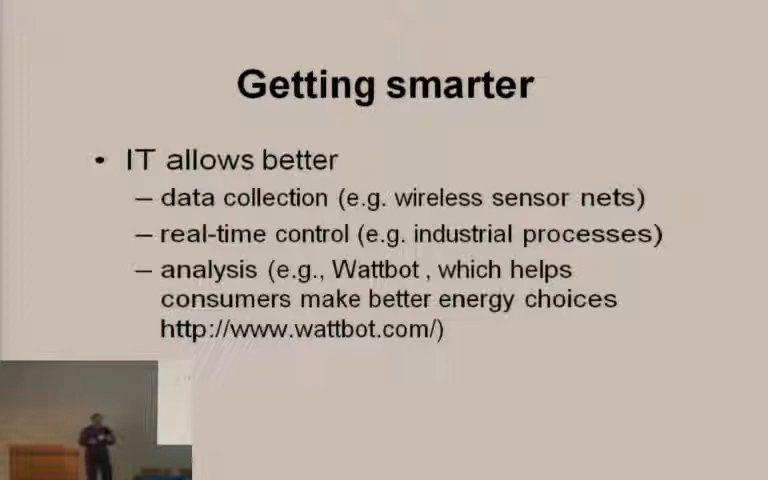 Getting smarter
• IT allows better
– data collection (e.g. wireless sensor nets)
– real-time control (e.g. industrial processes)
– analysis (e.g., Wattbot , which helps
consumers make better energy choices
http://www.wattbot.com/)